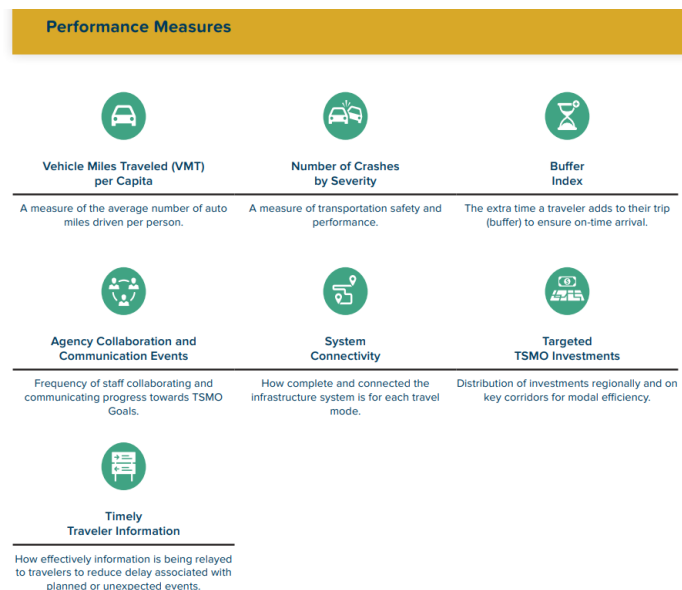 Performance Measures
Vehicle Miles Traveled (VMT)
per Capita
A measure of the average number of auto
miles driven per person.
Number of Crashes
by Severity
A measure of transportation safety and
performance.
Buffer
Index
The extra time a traveler adds to their trip
(buffer) to ensure on-time arrival.
Agency Collaboration and
Communication Events
Frequency of staff collaborating and
communicating progress towards TSMO
Goals.
System
Connectivity
How complete and connected the
infrastructure system is for each travel
mode.
Targeted
TSMO Investments
Distribution of investments regionally and on
key corridors for modal efficiency.
Timely
Traveler Information
How effectively information is being relayed
to travelers to reduce delay associated with
planned or unexpected events.